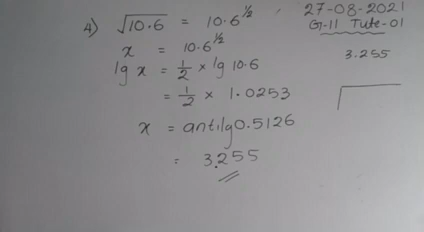 27-08-2021
Gr-11 Tute-01
4) √10.6 = 10.6^½
x = 10.6^½
lg x = ½ × lg 10.6
= ½ × 1.0253
x = antilg 0.5126
= 3.255
3.255